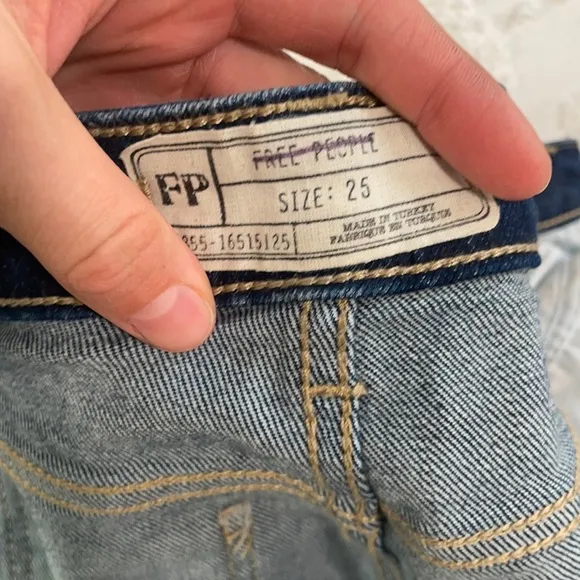 FP
FREE PEOPLE
SIZE: 25
MADE IN TURKEY
FABRIQUE EN TURQUIE
355-16515125